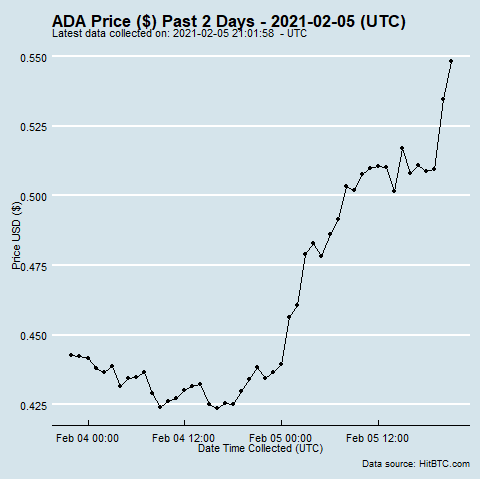 ADA Price ($) Past 2 Days - 2021-02-05 (UTC)
Latest data collected on: 2021-02-05 21:01:58 - UTC
0.550
0.525
0.500
0.475
0.450
0.425
Price USD ($)
Feb 04 00:00
Feb 04 12:00
Feb 05 00:00
Feb 05 12:00
Date Time Collected (UTC)
Data source: HitBTC.com